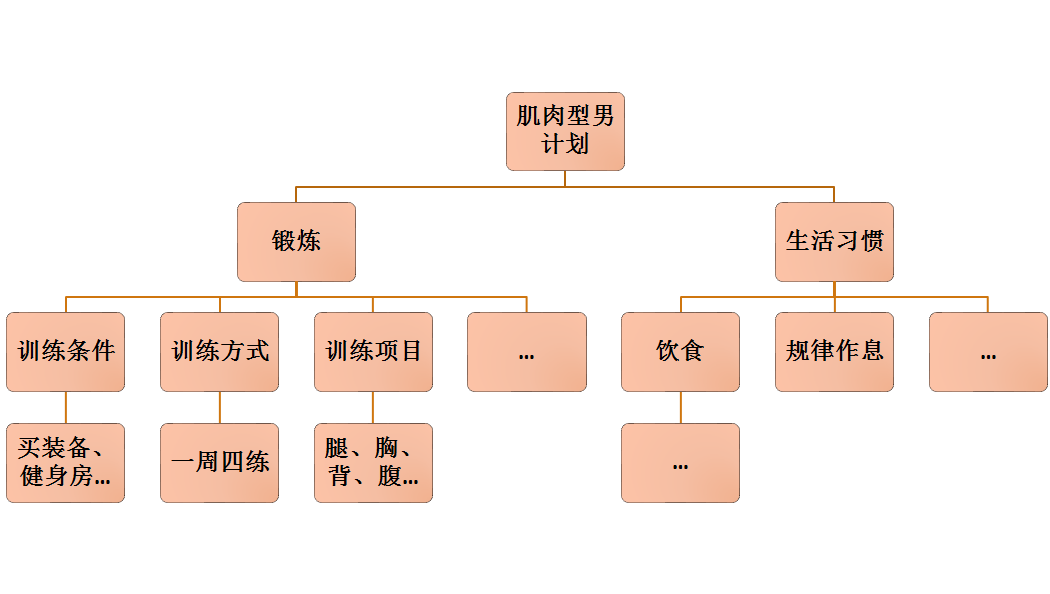 肌肉型男
计划
锻炼
生活习惯
训练条件
训练方式
训练项目
...
饮食
规律作息
...
买装备、
健身房...
一周四练
腿、胸、
背、腹...
...